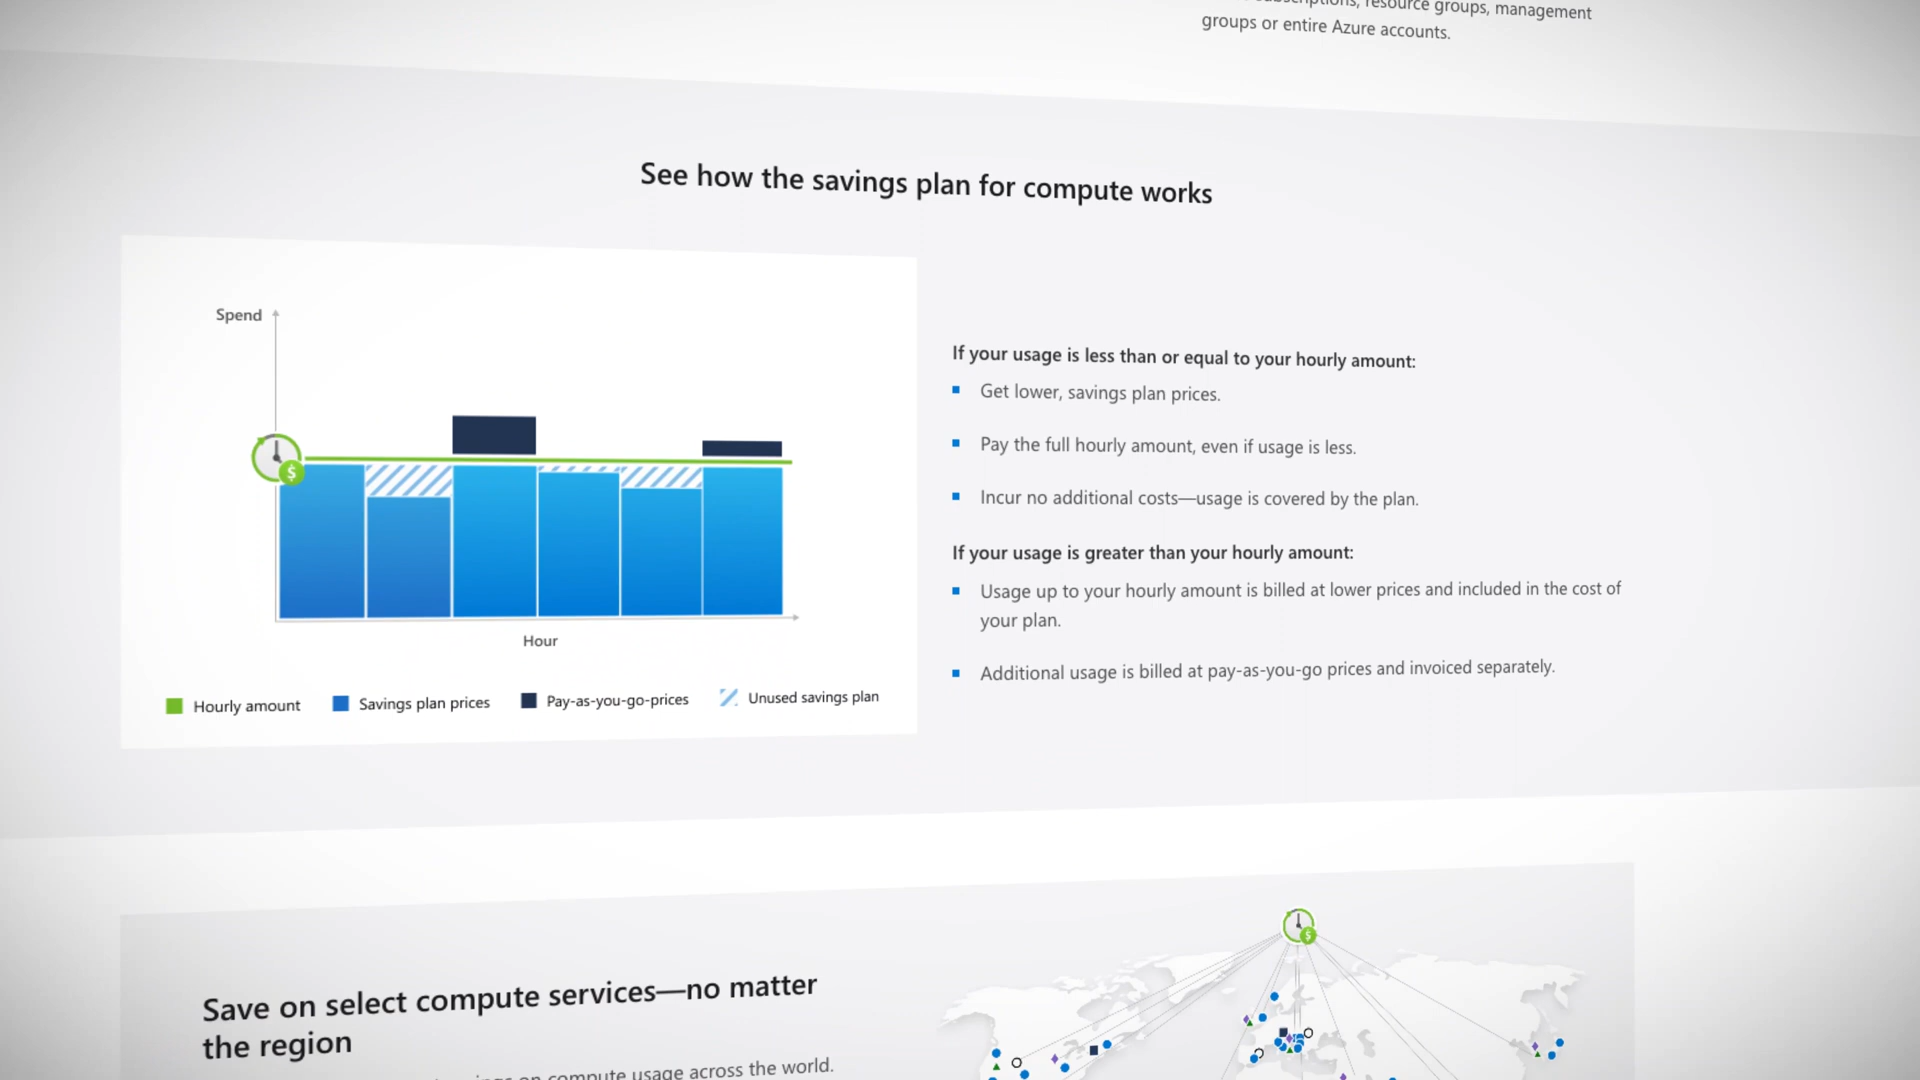 resource groups, management
groups or entire Azure accounts.
See how the savings plan for compute works
Spend
$
Hour
Hourly amount
Savings plan prices
Pay-as-you-go-prices
Unused savings plan
If your usage is less than or equal to your hourly amount:
Get lower, savings plan prices.
Pay the full hourly amount, even if usage is less.
Incur no additional costs—usage is covered by the plan.
If your usage is greater than your hourly amount:
Usage up to your hourly amount is billed at lower prices and included in the cost of
your plan.
Additional usage is billed at pay-as-you-go prices and invoiced separately.
$
Save on select compute services—no matter
the region
on compute usage across the world.